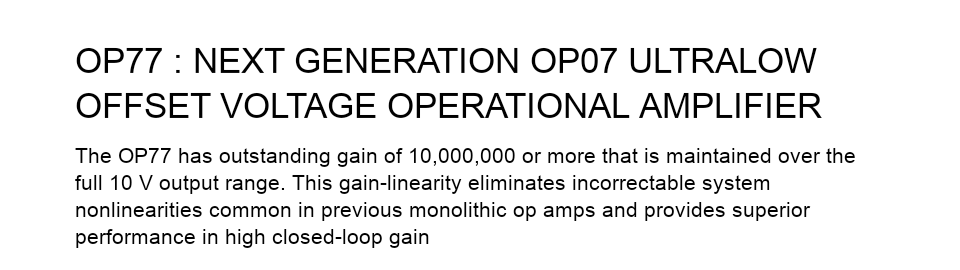 OP77 : NEXT GENERATION OP07 ULTRALOW
OFFSET VOLTAGE OPERATIONAL AMPLIFIER
The OP77 has outstanding gain of 10,000,000 or more that is maintained over the
full 10 V output range. This gain-linearity eliminates incorrectable system
nonlinearities common in previous monolithic op amps and provides superior
performance in high closed-loop gain